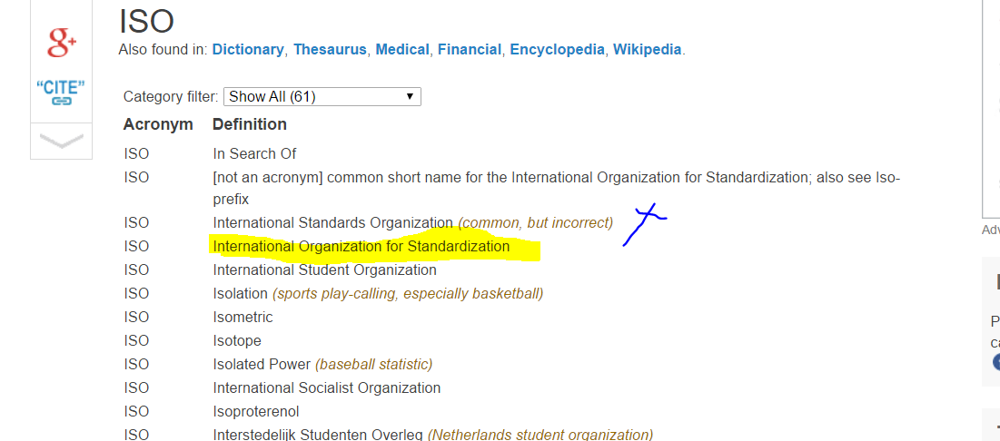 ISO
g+
Also found in: Dictionary, Thesaurus, Medical, Financial, Encyclopedia, Wikipedia.
"CITE"
Category filter: Show All (61)
Acronym Definition
ISO In Search Of
ISO [not an acronym] common short name for the International Organization for Standardization; also see Iso-
prefix
ISO International Standards Organization (common, but incorrect)
Adv
ISO International Organization for Standardization
ISO International Student Organization
ISO Isolation (sports play-calling, especially basketball)
ISO Isometric
P
ISO Isotope
ca
ISO Isolated Power (baseball statistic)
ISO International Socialist Organization
ISO Isoproterenol
ISO Interstedelijk Studenten Overleg (Netherlands student organization)